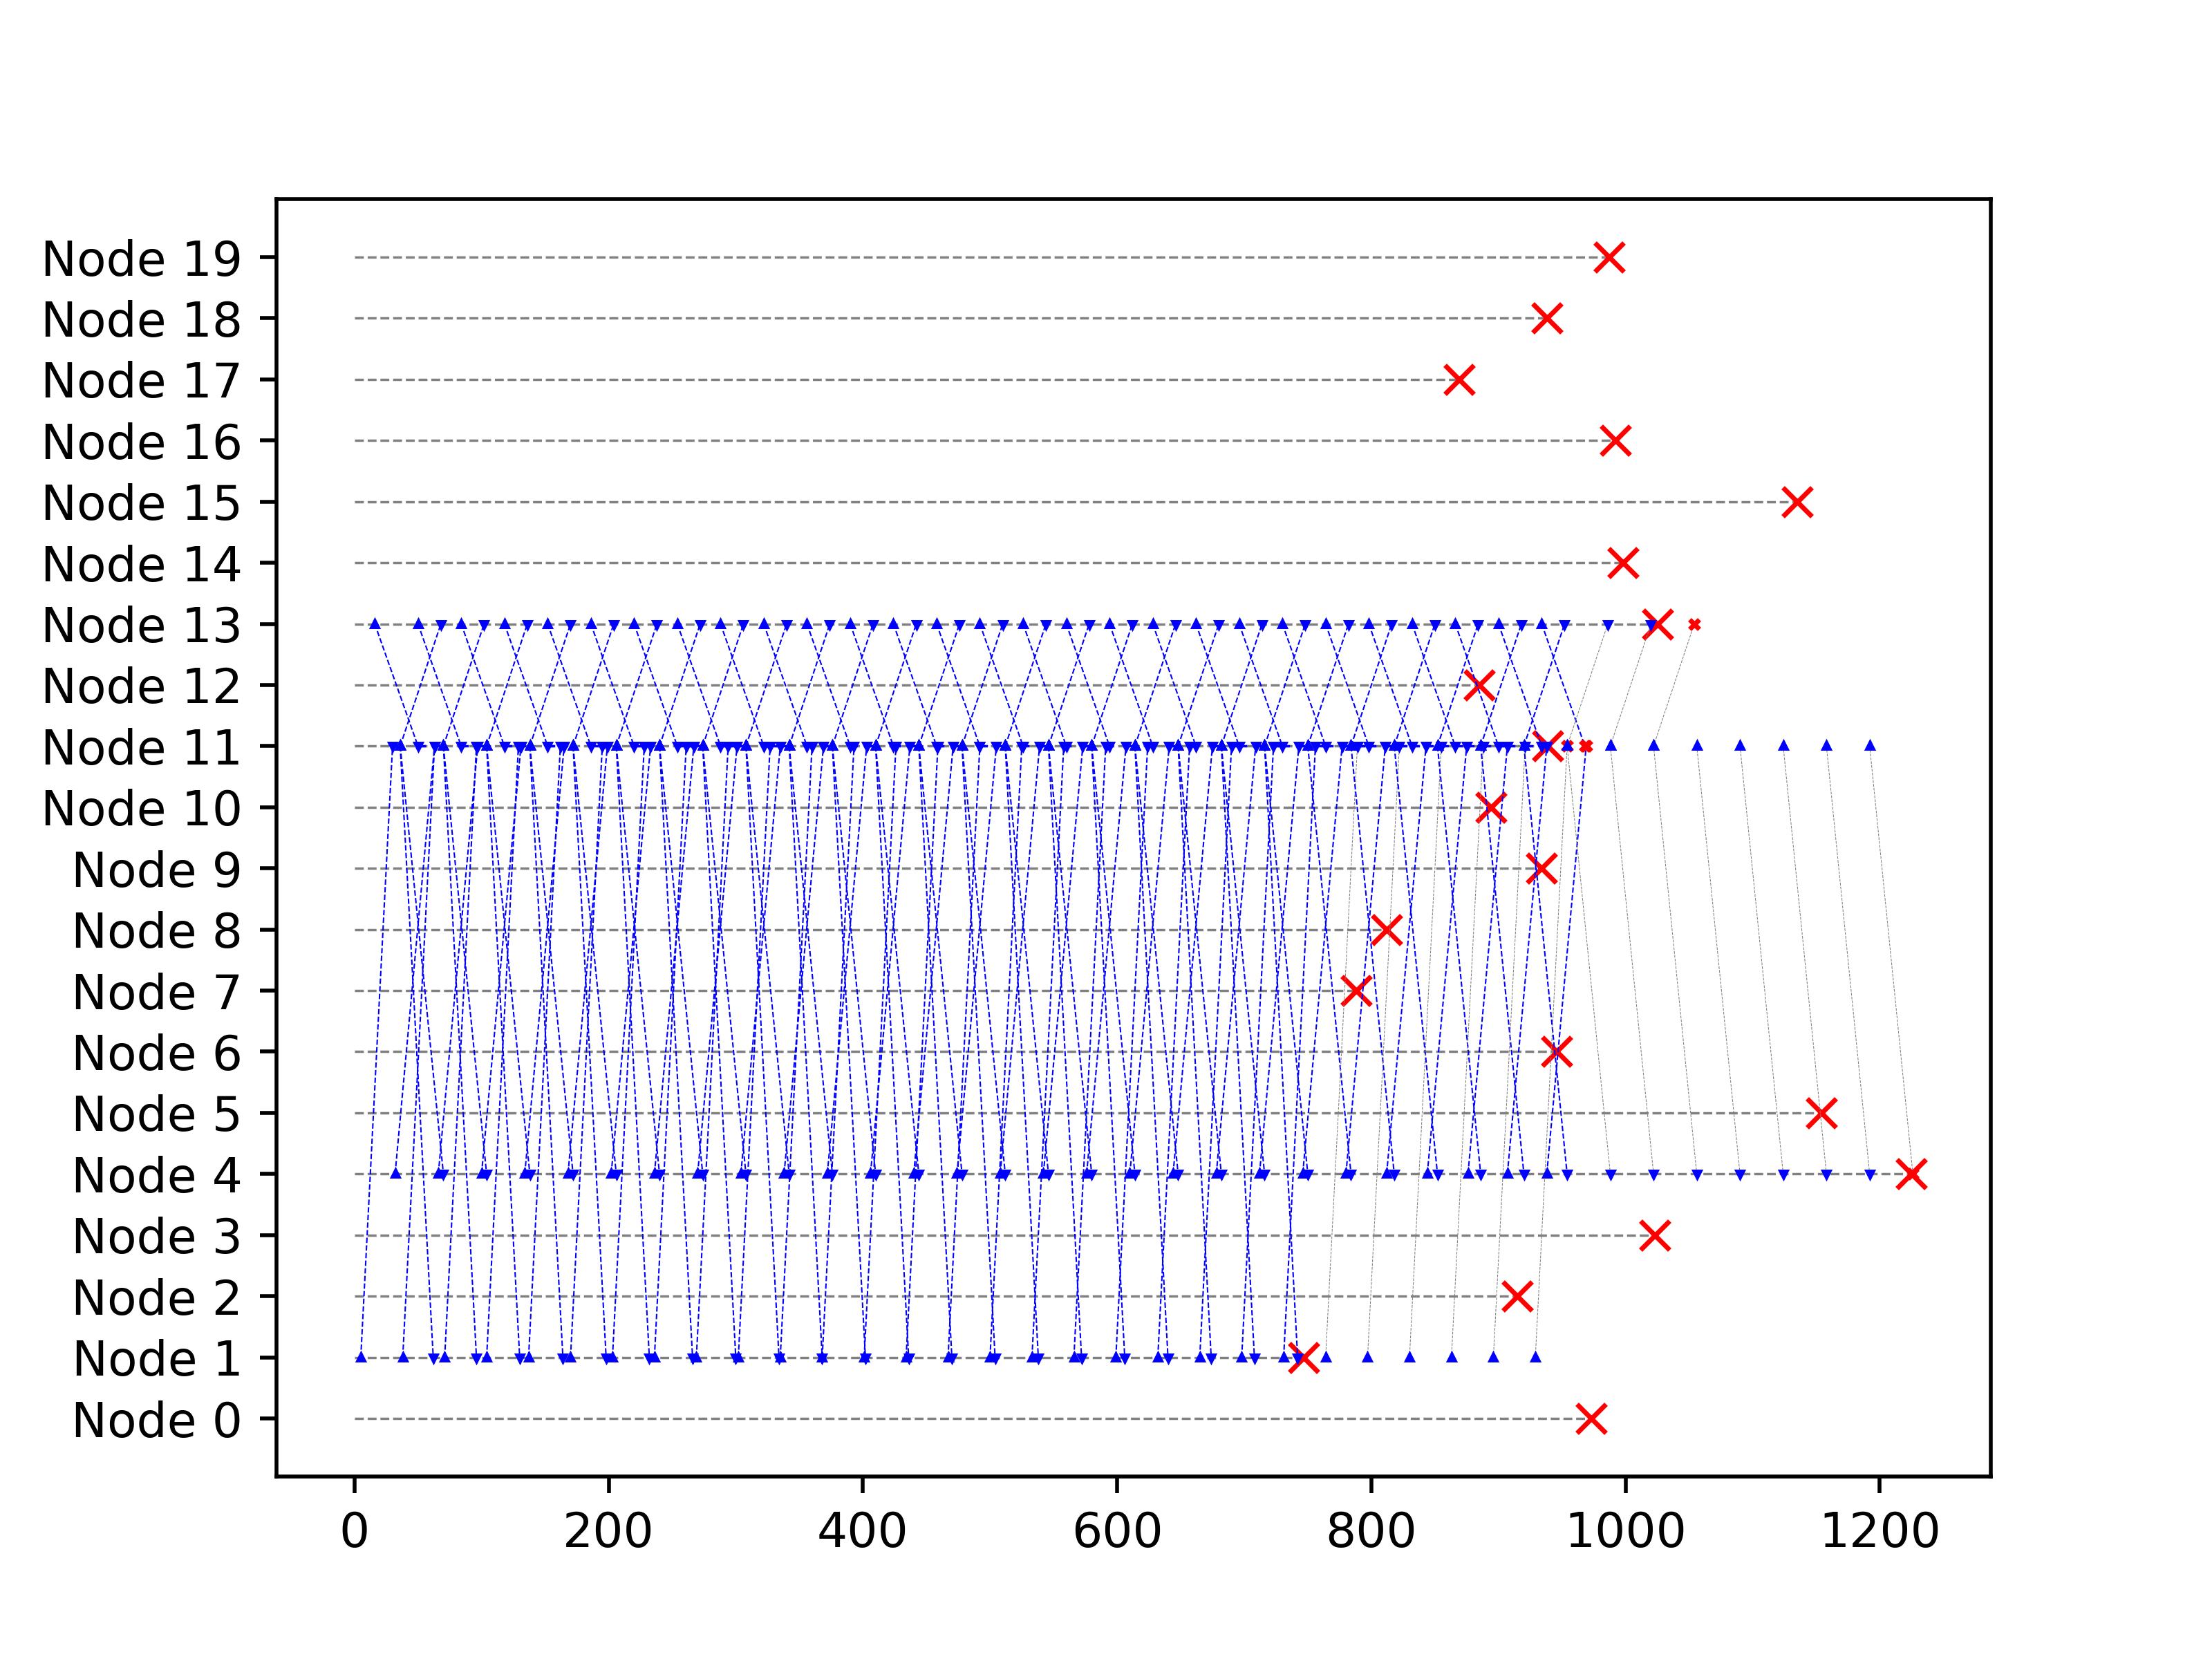 Node 19
Node 18
Node 17
Node 16
Node 15
Node 14
Node 13
Node 12
Node 11
Node 10
Node 9
Node 8
Node 7
Node 6
Node 5
Node 4
Node 3
Node 2
Node 1
Node 0
0 200 400 600 800 1000 1200